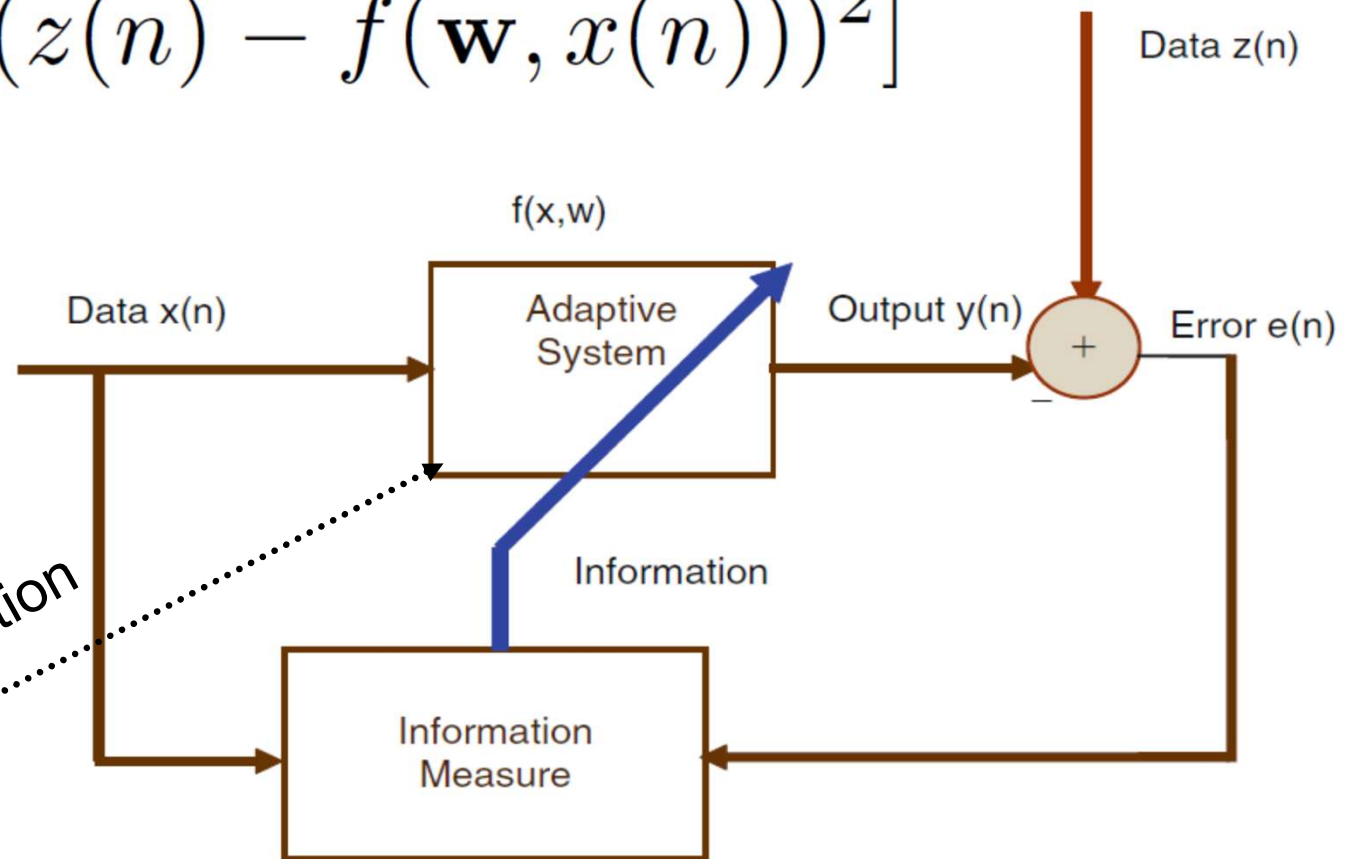 (z(n) − f(w, x(n)))²]
Data z(n)
f(x,w)
Data x(n)
Adaptive
System
Output y(n)
+
Error e(n)
−
Information
Information
Measure